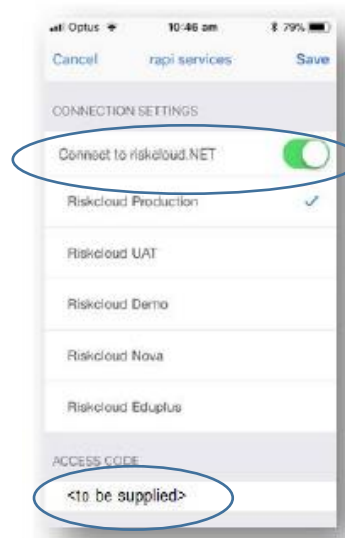 Optus 10:46 am 79%
Cancel rapi services Save
CONNECTION SETTINGS
Connect to riskcloud.NET
Riskcloud Production
Riskcloud UAT
Riskcloud Demo
Riskcloud Nova
Riskcloud Eduplus
ACCESS CODE
<to be supplied>